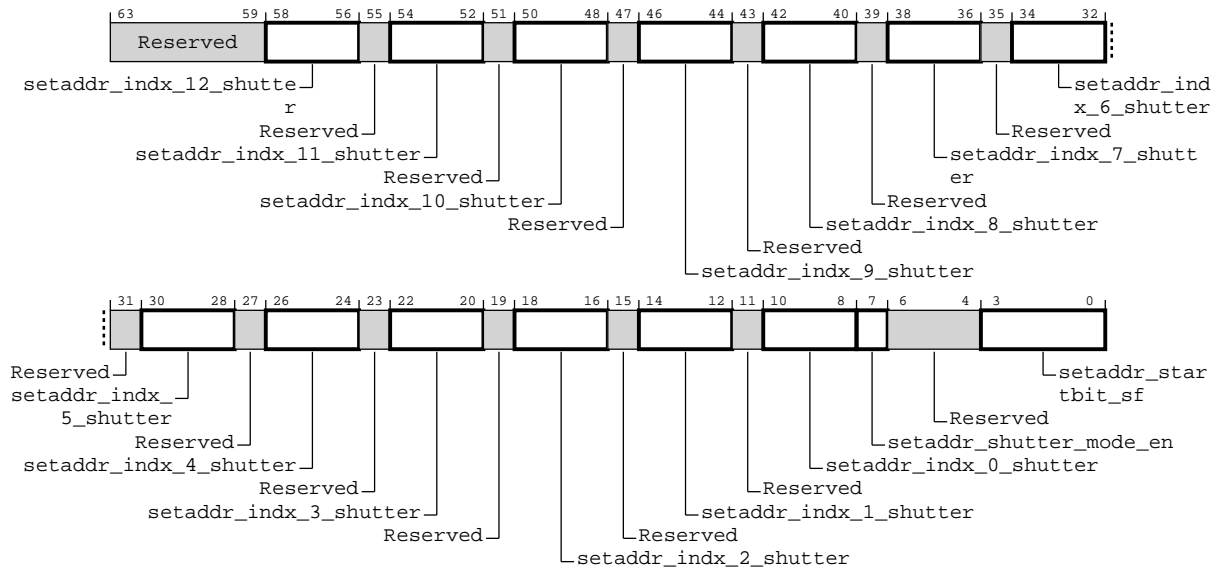 63 59 58 56 55 54 52 51 50 48 47 46 44 43 42 40 39 38 36 35 34 32
Reserved
setaddr_indx_12_shutte
r
setaddr_ind
x_6_shutter
Reserved
Reserved
setaddr_indx_11_shutter
setaddr_indx_7_shutt
er
Reserved
Reserved
setaddr_indx_10_shutter
setaddr_indx_8_shutter
Reserved
Reserved
setaddr_indx_9_shutter
31 30 28 27 26 24 23 22 20 19 18 16 15 14 12 11 10 8 7 6 4 3 0
Reserved
setaddr_indx_
5_shutter
setaddr_star
tbit_sf
Reserved
Reserved
setaddr_shutter_mode_en
setaddr_indx_4_shutter
setaddr_indx_0_shutter
Reserved
Reserved
setaddr_indx_3_shutter
setaddr_indx_1_shutter
Reserved
Reserved
setaddr_indx_2_shutter